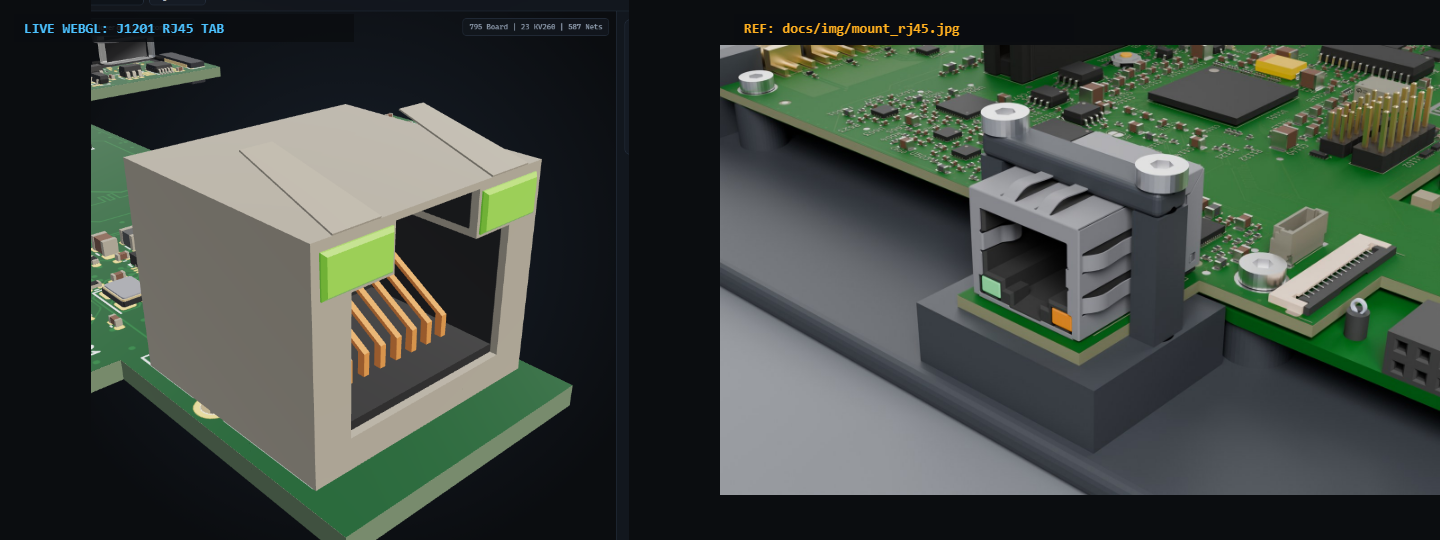 LIVE WEBGL: J1201 RJ45 TAB
795 Board | 23 KV260 | 587 Nets
REF: docs/img/mount_rj45.jpg